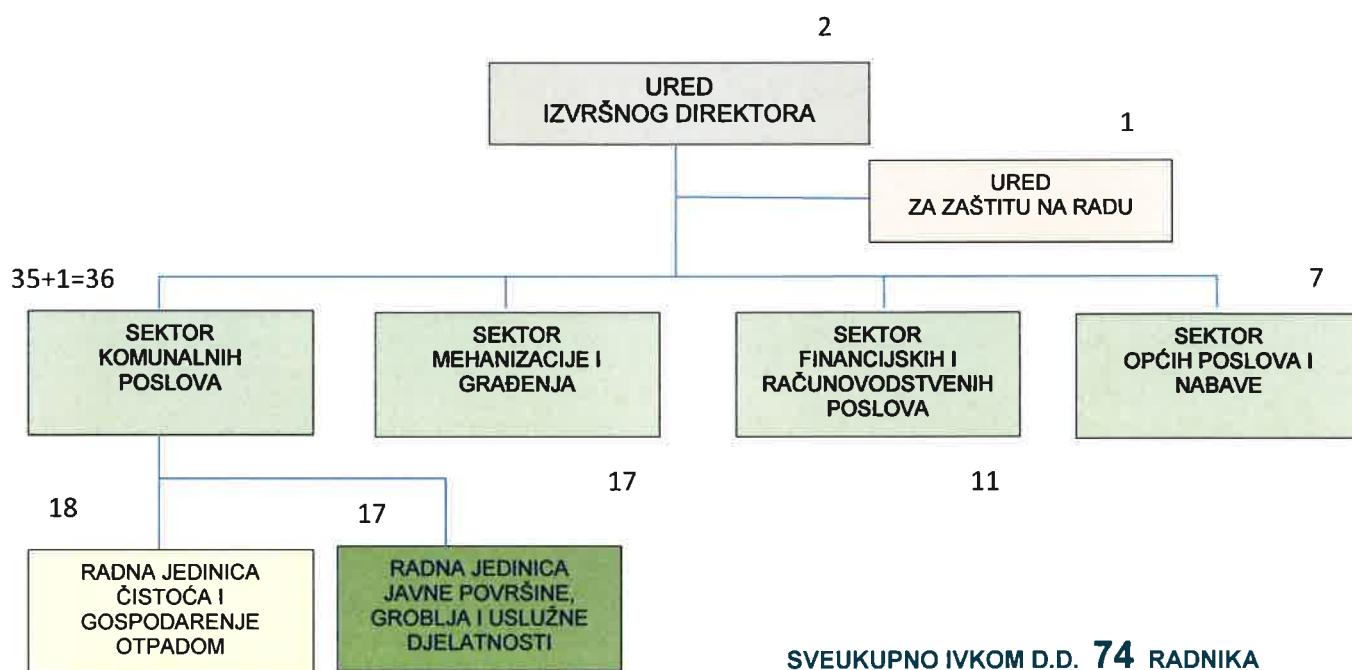 2
URED
IZVRŠNOG DIREKTORA
1
URED
ZA ZAŠTITU NA RADU
35+1=36
7
SEKTOR
KOMUNALNIH
POSLOVA
SEKTOR
MEHANIZACIJE I
GRAĐENJA
SEKTOR
FINANCIJSKIH I
RAČUNOVODSTVENIH
POSLOVA
SEKTOR
OPĆIH POSLOVA I
NABAVE
17
11
18
17
RADNA JEDINICA
ČISTOĆA I
GOSPODARENJE
OTPADOM
RADNA JEDINICA
JAVNE POVRŠINE,
GROBLJA I USLUŽNE
DJELATNOSTI
SVEUKUPNO IVKOM D.D. 74 RADNIKA